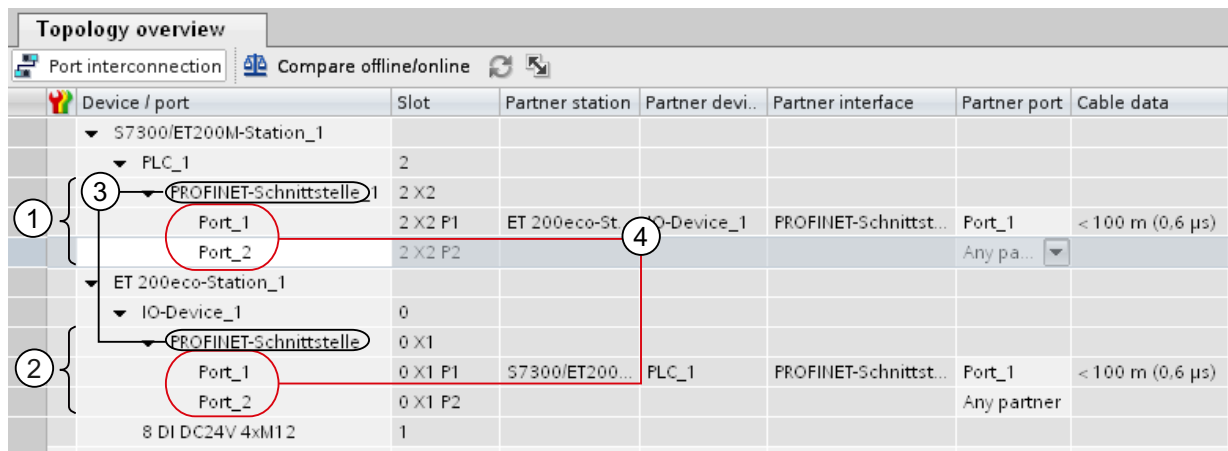 Topology overview
Port interconnection Compare offline/online
Device / port Slot Partner station Partner devi.. Partner interface Partner port Cable data
S7300/ET200M-Station_1
PLC_1 2
3 PROFINET-Schnittstelle_1 2 X2
1 Port_1 2 X2 P1 ET 200eco-St. IO-Device_1 PROFINET-Schnittst... Port_1 < 100 m (0,6 µs)
4
Port_2 2 X2 P2 Any pa...
ET 200eco-Station_1
IO-Device_1 0
PROFINET-Schnittstelle 0 X1
2 Port_1 0 X1 P1 S7300/ET200... PLC_1 PROFINET-Schnittst... Port_1 < 100 m (0,6 µs)
Port_2 0 X1 P2 Any partner
8 DI DC24V 4xM12 1